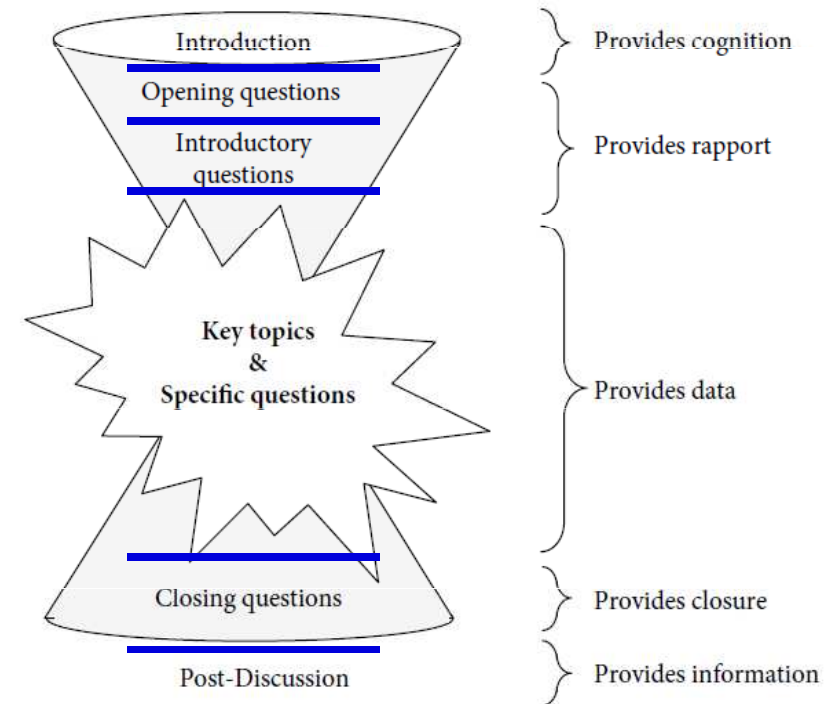 Introduction
Provides cognition
Opening questions
Introductory
questions
Provides rapport
Key topics
&
Specific questions
Provides data
Closing questions
Provides closure
Post-Discussion
Provides information